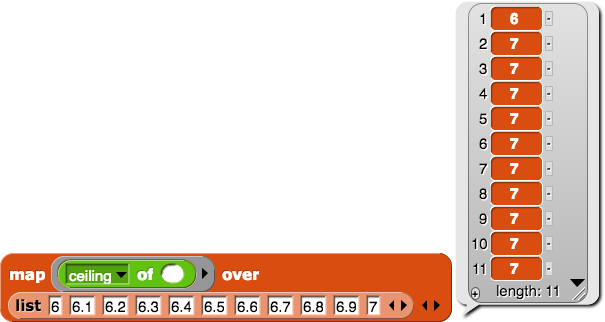 1 6 -
2 7 -
3 7 -
4 7 -
5 7 -
6 7 -
7 7 -
8 7 -
9 7 -
10 7 -
11 7 -
+ length: 11
map ceiling of over
list 6 6.1 6.2 6.3 6.4 6.5 6.6 6.7 6.8 6.9 7